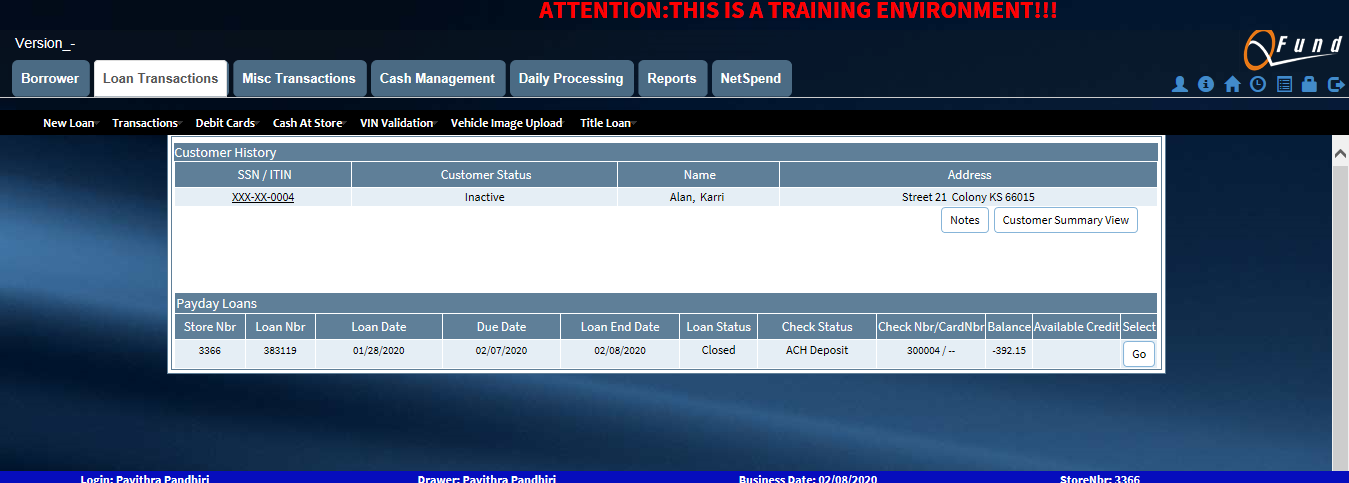 ATTENTION:THIS IS A TRAINING ENVIRONMENT!!!
Version_-
QFund
Borrower Loan Transactions Misc Transactions Cash Management Daily Processing Reports NetSpend
New Loan Transactions Debit Cards Cash At Store VIN Validation Vehicle Image Upload Title Loan
Customer History
SSN / ITIN Customer Status Name Address
XXX-XX-0004 Inactive Alan, Karri Street 21 Colony KS 66015
Notes Customer Summary View
Payday Loans
Store Nbr Loan Nbr Loan Date Due Date Loan End Date Loan Status Check Status Check Nbr/CardNbr Balance Available Credit Select
3366 383119 01/28/2020 02/07/2020 02/08/2020 Closed ACH Deposit 300004 / -- -392.15 Go
Login: Pavithra Pandhiri Drawer: Pavithra Pandhiri Business Date: 02/08/2020 StoreNbr: 3366